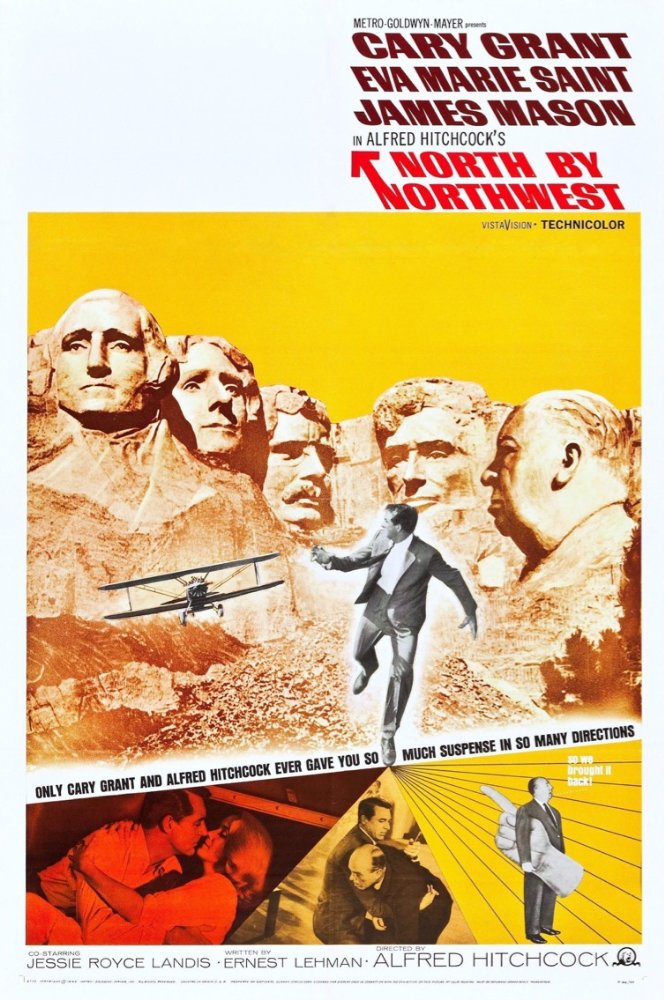 METRO-GOLDWYN-MAYER presents
CARY GRANT
EVA MARIE SAINT
JAMES MASON
IN ALFRED HITCHCOCK'S
NORTH BY
NORTHWEST
VISTAVISION · TECHNICOLOR
ONLY CARY GRANT AND ALFRED HITCHCOCK EVER GAVE YOU SO MUCH SUSPENSE IN SO MANY DIRECTIONS
so we
brought it
back!
CO-STARRING
JESSIE ROYCE LANDIS ·
WRITTEN BY
ERNEST LEHMAN ·
DIRECTED BY
ALFRED HITCHCOCK